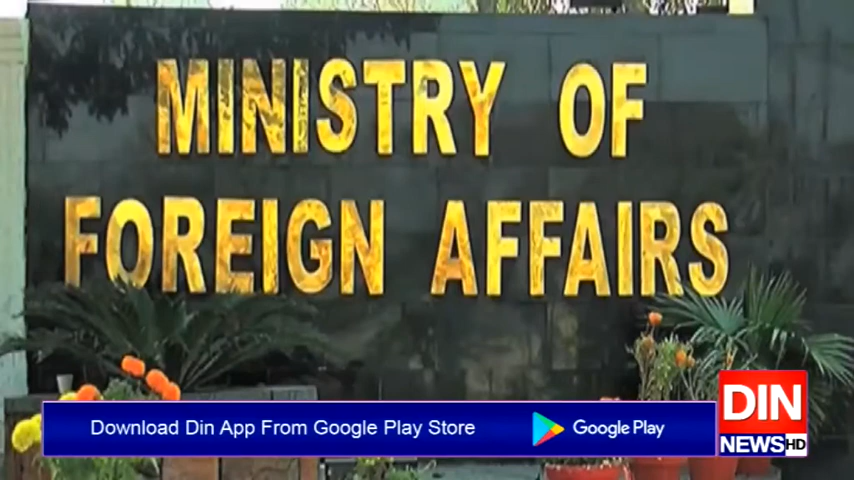 MINISTRY OF
FOREIGN AFFAIRS
Download Din App From Google Play Store
Google Play
DIN
NEWS HD